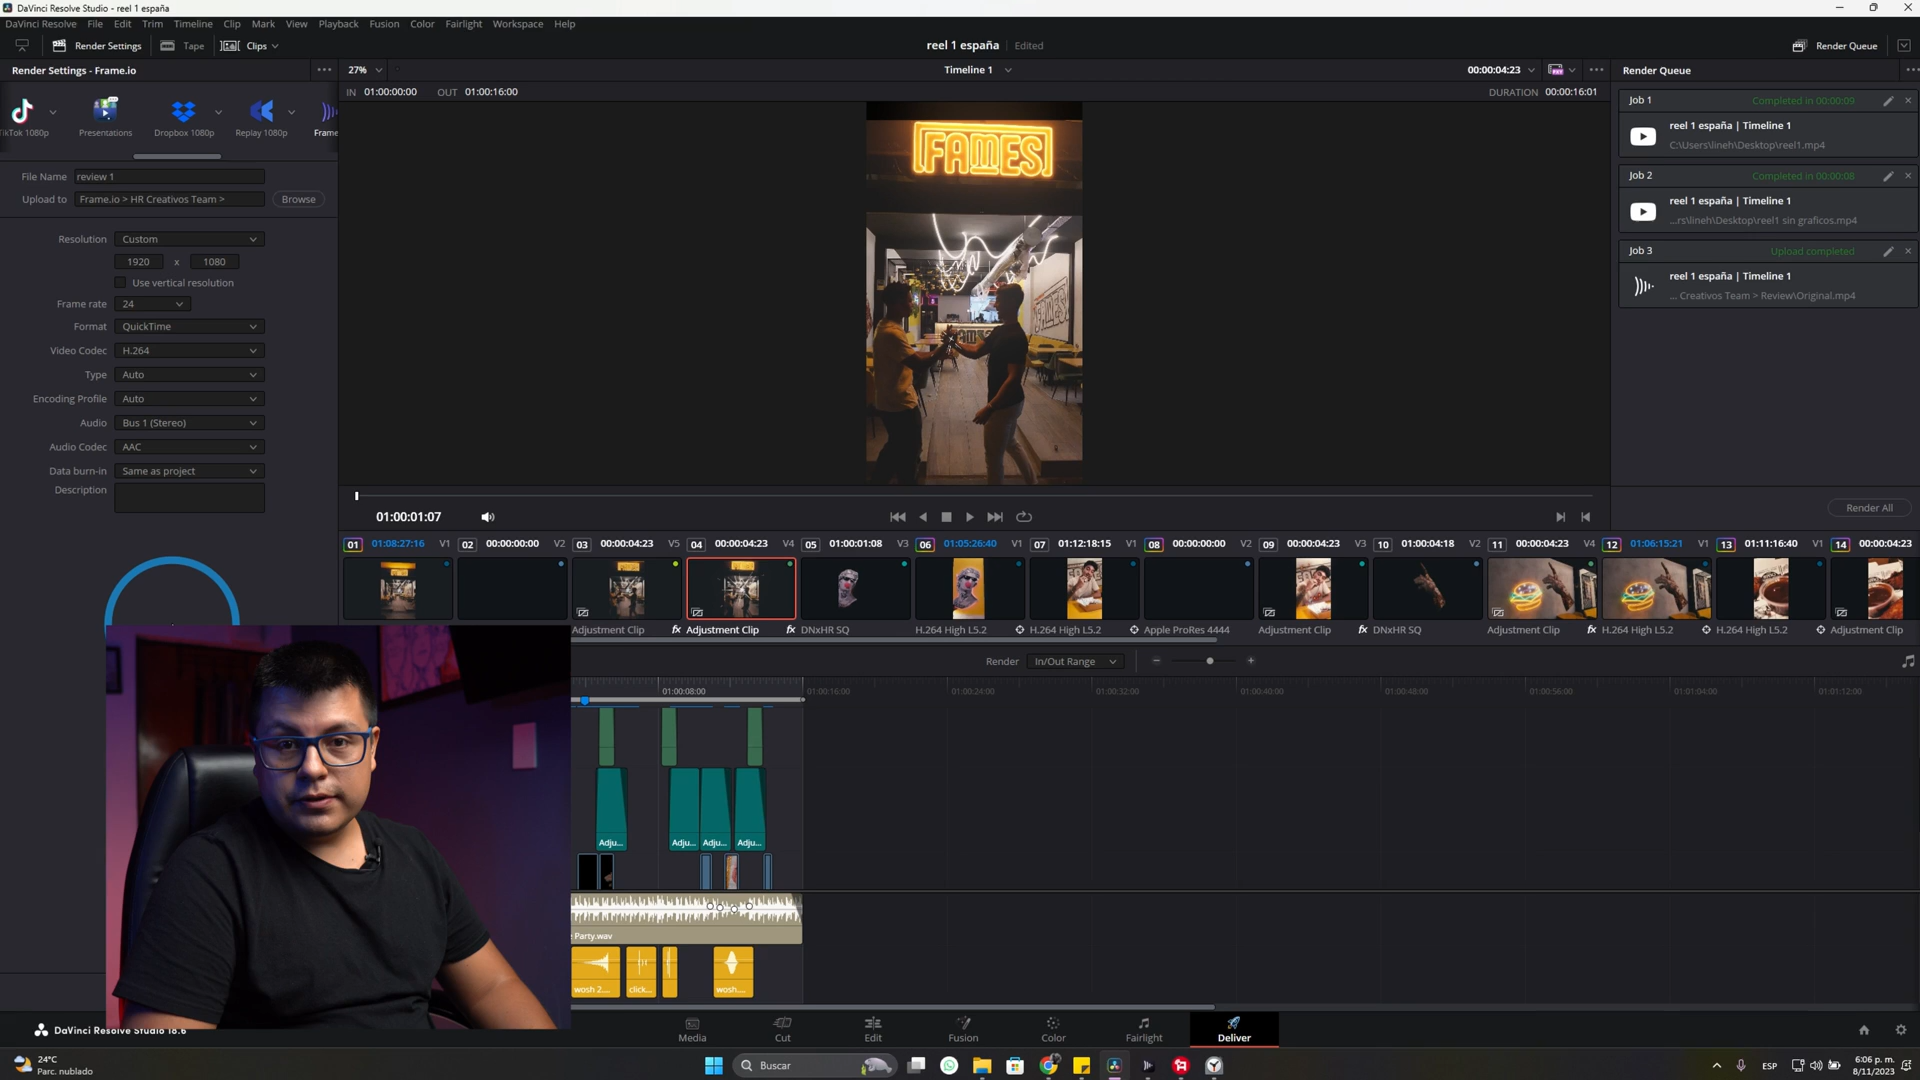 DaVinci Resolve Studio - reel 1 españa
DaVinci Resolve File Edit Trim Timeline Clip Mark View Playback Fusion Color Fairlight Workspace Help
Render Settings Tape Clips reel 1 españa Edited Render Queue
Render Settings - Frame.io 27% Timeline 1 00:00:04:23 Render Queue
IN 01:00:00:00 OUT 01:00:16:00 DURATION 00:00:16:01
TikTok 1080p Presentations Dropbox 1080p Replay 1080p Frame
FAMES
Job 1 Completed in 00:00:09
reel 1 españa | Timeline 1
C:\Users\lineh\Desktop\reel1.mp4
Job 2 Completed in 00:00:08
reel 1 españa | Timeline 1
...rs\lineh\Desktop\reel1 sin graficos.mp4
Job 3 Upload completed
reel 1 españa | Timeline 1
... Creativos Team > Review\Original.mp4
Render All
File Name review 1
Upload to Frame.io > HR Creativos Team > Browse
Resolution Custom
1920 x 1080
Use vertical resolution
Frame rate 24
Format QuickTime
Video Codec H.264
Type Auto
Encoding Profile Auto
Audio Bus 1 (Stereo)
Audio Codec AAC
Data burn-in Same as project
Description
01:00:01:07
01 01:08:27:16 V1 02 00:00:00:00 V2 03 00:00:04:23 V5 04 00:00:04:23 V4 05 00:00:01:08 V3 06 01:05:26:40 V1 07 01:12:18:15 V1 08 00:00:00:00 V2 09 00:00:04:23 V3 10 01:00:04:18 V2 11 00:00:04:23 V4 12 01:06:15:21 V1 13 01:11:16:40 V1 14 00:00:04:23
Adjustment Clip fx Adjustment Clip fx DNxHR SQ H.264 High L5.2 H.264 High L5.2 Apple ProRes 4444 Adjustment Clip fx DNxHR SQ Adjustment Clip fx H.264 High L5.2 H.264 High L5.2 Adjustment Clip
Render In/Out Range
01:00:08:00 01:00:16:00 01:00:24:00 01:00:32:00 01:00:40:00 01:00:48:00 01:00:56:00 01:01:04:00 01:01:12:00
Adju... Adju... Adju... Adju...
Party.wav
wosh 2.... click... wosh....
DaVinci Resolve Studio 18.6
Media Cut Edit Fusion Color Fairlight Deliver
24°C
Parc. nublado
Buscar
ESP
6:06 p. m.
8/11/2023